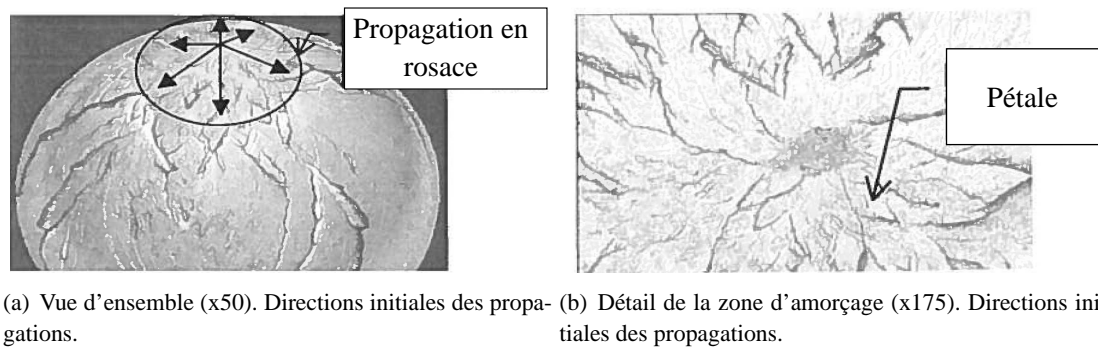 Propagation en
rosace
Pétale
(a) Vue d'ensemble (x50). Directions initiales des propa-
gations.
(b) Détail de la zone d'amorçage (x175). Directions ini-
tiales des propagations.